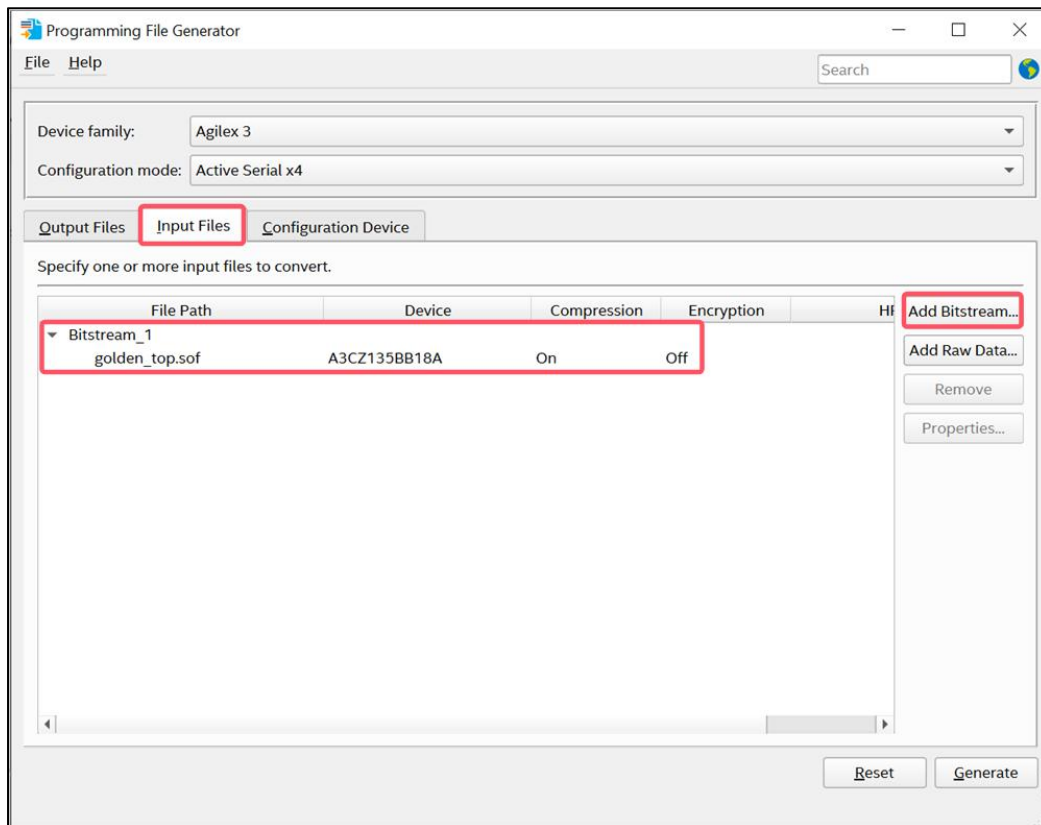 Programming File Generator
File Help
Search
Device family: Agilex 3
Configuration mode: Active Serial x4
Output Files Input Files Configuration Device
Specify one or more input files to convert.
File Path Device Compression Encryption
Add Bitstream...
Bitstream_1
golden_top.sof A3CZ135BB18A On Off
Add Raw Data...
Remove
Properties...
Reset Generate